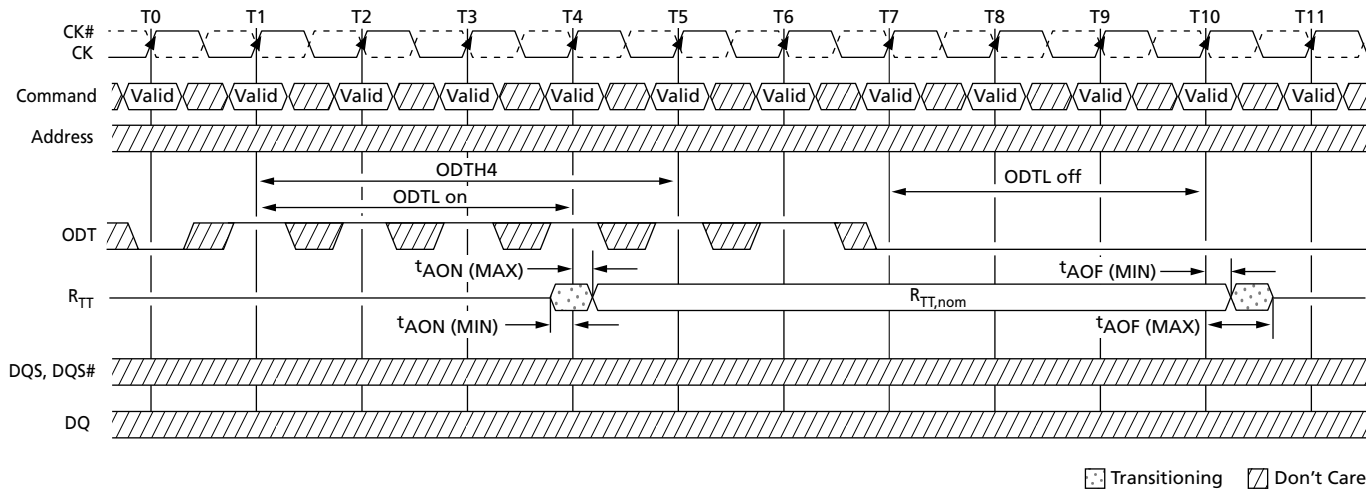 T0 T1 T2 T3 T4 T5 T6 T7 T8 T9 T10 T11
CK#
CK
Command Valid Valid Valid Valid Valid Valid Valid Valid Valid Valid Valid Valid
Address
ODTH4
ODTL off
ODTL on
ODT
tAON (MAX) tAOF (MIN)
RTT RTT,nom
tAON (MIN) tAOF (MAX)
DQS, DQS#
DQ
Transitioning Don't Care